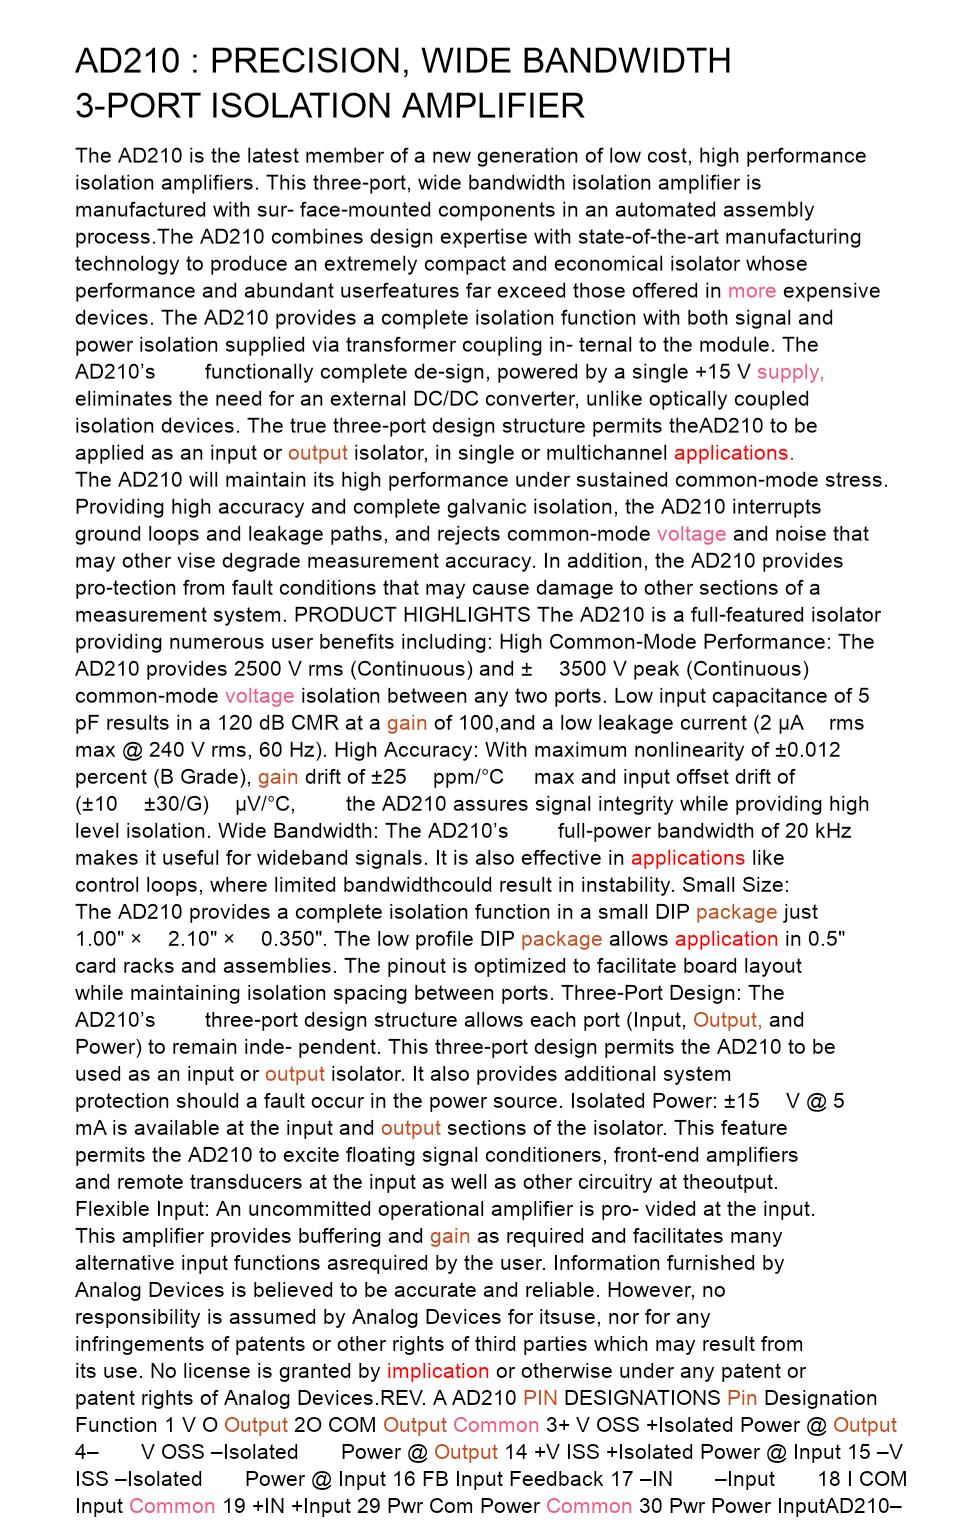 AD210 : PRECISION, WIDE BANDWIDTH
3-PORT ISOLATION AMPLIFIER
The AD210 is the latest member of a new generation of low cost, high performance
isolation amplifiers. This three-port, wide bandwidth isolation amplifier is
manufactured with sur- face-mounted components in an automated assembly
process.The AD210 combines design expertise with state-of-the-art manufacturing
technology to produce an extremely compact and economical isolator whose
performance and abundant userfeatures far exceed those offered in more expensive
devices. The AD210 provides a complete isolation function with both signal and
power isolation supplied via transformer coupling in- ternal to the module. The
AD210’s functionally complete de-sign, powered by a single +15 V supply,
eliminates the need for an external DC/DC converter, unlike optically coupled
isolation devices. The true three-port design structure permits theAD210 to be
applied as an input or output isolator, in single or multichannel applications.
The AD210 will maintain its high performance under sustained common-mode stress.
Providing high accuracy and complete galvanic isolation, the AD210 interrupts
ground loops and leakage paths, and rejects common-mode voltage and noise that
may other vise degrade measurement accuracy. In addition, the AD210 provides
pro-tection from fault conditions that may cause damage to other sections of a
measurement system. PRODUCT HIGHLIGHTS The AD210 is a full-featured isolator
providing numerous user benefits including: High Common-Mode Performance: The
AD210 provides 2500 V rms (Continuous) and ± 3500 V peak (Continuous)
common-mode voltage isolation between any two ports. Low input capacitance of 5
pF results in a 120 dB CMR at a gain of 100,and a low leakage current (2 µA rms
max @ 240 V rms, 60 Hz). High Accuracy: With maximum nonlinearity of ±0.012
percent (B Grade), gain drift of ±25 ppm/°C max and input offset drift of
(±10 ±30/G) µV/°C, the AD210 assures signal integrity while providing high
level isolation. Wide Bandwidth: The AD210’s full-power bandwidth of 20 kHz
makes it useful for wideband signals. It is also effective in applications like
control loops, where limited bandwidthcould result in instability. Small Size:
The AD210 provides a complete isolation function in a small DIP package just
1.00" × 2.10" × 0.350". The low profile DIP package allows application in 0.5"
card racks and assemblies. The pinout is optimized to facilitate board layout
while maintaining isolation spacing between ports. Three-Port Design: The
AD210’s three-port design structure allows each port (Input, Output, and
Power) to remain inde- pendent. This three-port design permits the AD210 to be
used as an input or output isolator. It also provides additional system
protection should a fault occur in the power source. Isolated Power: ±15 V @ 5
mA is available at the input and output sections of the isolator. This feature
permits the AD210 to excite floating signal conditioners, front-end amplifiers
and remote transducers at the input as well as other circuitry at theoutput.
Flexible Input: An uncommitted operational amplifier is pro- vided at the input.
This amplifier provides buffering and gain as required and facilitates many
alternative input functions asrequired by the user. Information furnished by
Analog Devices is believed to be accurate and reliable. However, no
responsibility is assumed by Analog Devices for itsuse, nor for any
infringements of patents or other rights of third parties which may result from
its use. No license is granted by implication or otherwise under any patent or
patent rights of Analog Devices.REV. A AD210 PIN DESIGNATIONS Pin Designation
Function 1 V O Output 2O COM Output Common 3+ V OSS +Isolated Power @ Output
4– V OSS –Isolated Power @ Output 14 +V ISS +Isolated Power @ Input 15 –V
ISS –Isolated Power @ Input 16 FB Input Feedback 17 –IN –Input 18 I COM
Input Common 19 +IN +Input 29 Pwr Com Power Common 30 Pwr Power InputAD210–